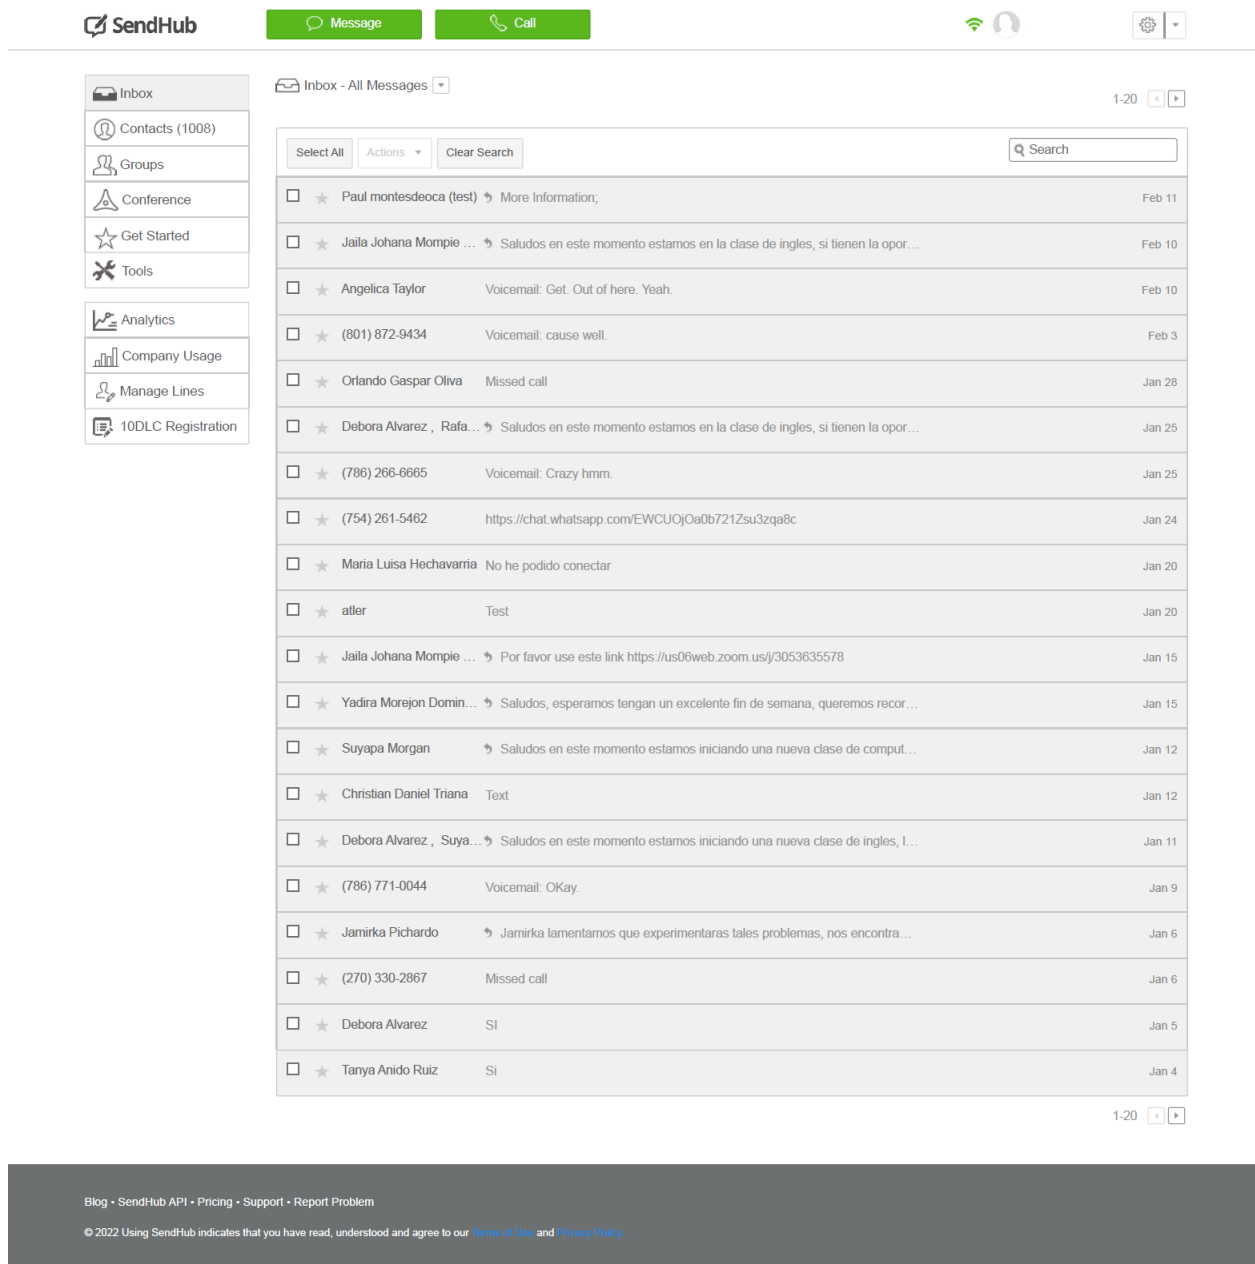 SendHub
Message
Call
Inbox
Contacts (1008)
Groups
Conference
Get Started
Tools
Analytics
Company Usage
Manage Lines
10DLC Registration
Inbox - All Messages
1-20
Select All Actions Clear Search Search
Paul montesdeoca (test) More Information; Feb 11
Jaila Johana Mompie ... Saludos en este momento estamos en la clase de ingles, si tienen la opor... Feb 10
Angelica Taylor Voicemail: Get. Out of here. Yeah. Feb 10
(801) 872-9434 Voicemail: cause well. Feb 3
Orlando Gaspar Oliva Missed call Jan 28
Debora Alvarez , Rafa... Saludos en este momento estamos en la clase de ingles, si tienen la opor... Jan 25
(786) 266-6665 Voicemail: Crazy hmm. Jan 25
(754) 261-5462 https://chat.whatsapp.com/EWCUOjOa0b721Zsu3zqa8c Jan 24
Maria Luisa Hechavarria No he podido conectar Jan 20
atler Test Jan 20
Jaila Johana Mompie ... Por favor use este link https://us06web.zoom.us/j/3053635578 Jan 15
Yadira Morejon Domin... Saludos, esperamos tengan un excelente fin de semana, queremos recor... Jan 15
Suyapa Morgan Saludos en este momento estamos iniciando una nueva clase de comput... Jan 12
Christian Daniel Triana Text Jan 12
Debora Alvarez , Suya... Saludos en este momento estamos iniciando una nueva clase de ingles, l... Jan 11
(786) 771-0044 Voicemail: OKay. Jan 9
Jamirka Pichardo Jamirka lamentamos que experimentaras tales problemas, nos encontra... Jan 6
(270) 330-2867 Missed call Jan 6
Debora Alvarez SI Jan 5
Tanya Anido Ruiz Si Jan 4
1-20
Blog • SendHub API • Pricing • Support • Report Problem
© 2022 Using SendHub indicates that you have read, understood and agree to our Terms of Use and Privacy Policy